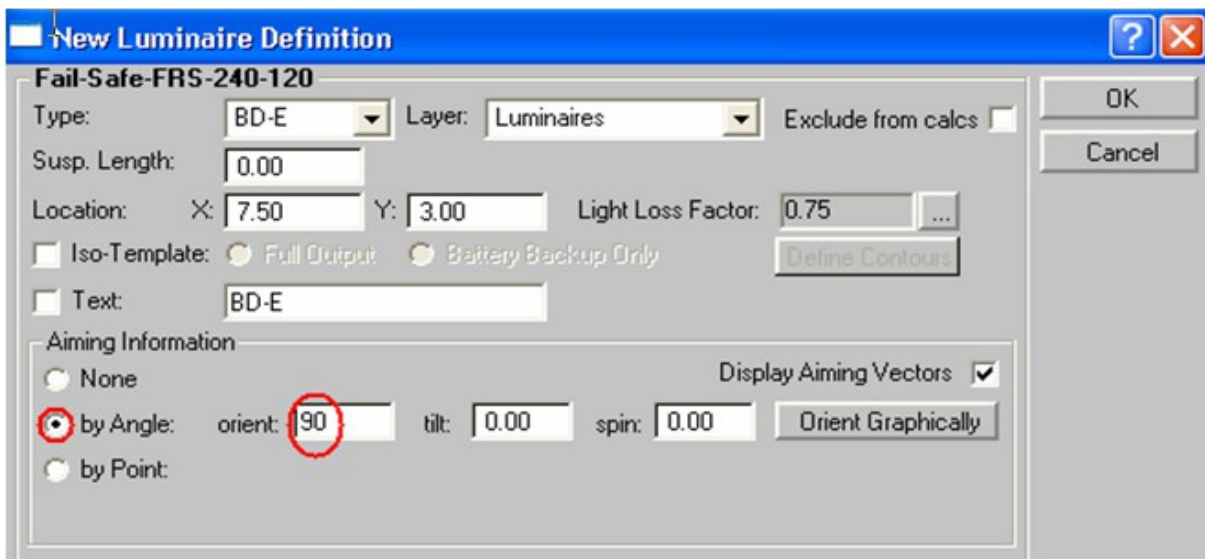 New Luminaire Definition
Fail-Safe-FRS-240-120
OK
Type: BD-E Layer: Luminaires Exclude from calcs
Cancel
Susp. Length: 0.00
Location: X: 7.50 Y: 3.00 Light Loss Factor: 0.75 ...
Iso-Template: Full Output Battery Backup Only Define Contours
Text: BD-E
Aiming Information
None Display Aiming Vectors
by Angle: orient: 90 tilt: 0.00 spin: 0.00 Orient Graphically
by Point: